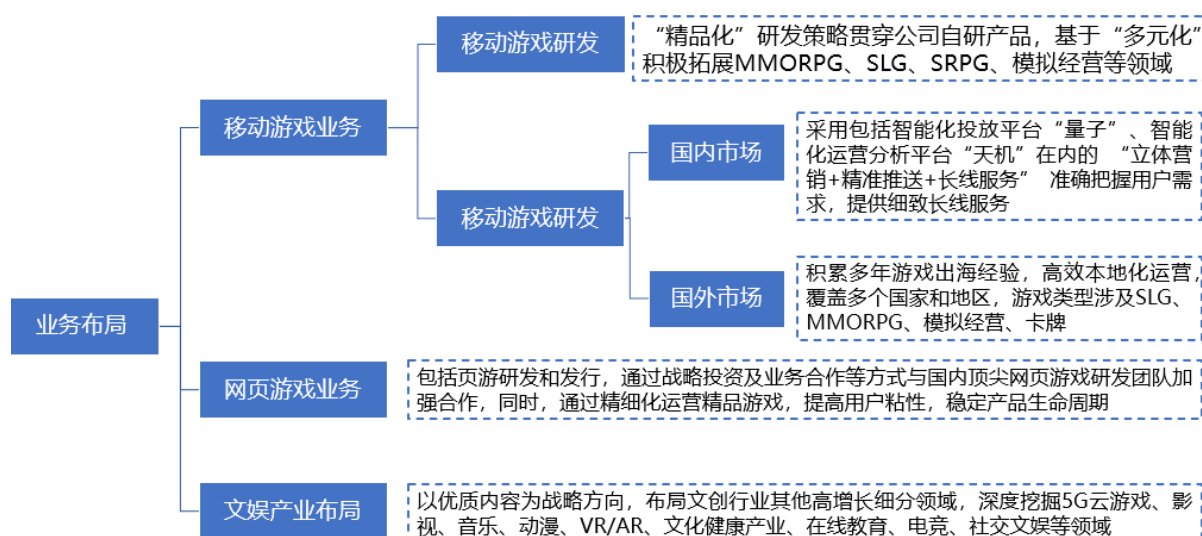 移动游戏研发
“精品化”研发策略贯穿公司自研产品，基于“多元化”
积极拓展MMORPG、SLG、SRPG、模拟经营等领域
移动游戏业务
移动游戏研发
国内市场
采用包括智能化投放平台“量子”、智能
化运营分析平台“天机”在内的 “立体营
销+精准推送+长线服务” 准确把握用户需
求，提供细致长线服务
国外市场
积累多年游戏出海经验，高效本地化运营，
覆盖多个国家和地区，游戏类型涉及SLG、
MMORPG、模拟经营、卡牌
业务布局
网页游戏业务
包括页游研发和发行，通过战略投资及业务合作等方式与国内顶尖网页游戏研发团队加
强合作，同时，通过精细化运营精品游戏，提高用户粘性，稳定产品生命周期
文娱产业布局
以优质内容为战略方向，布局文创行业其他高增长细分领域，深度挖掘5G云游戏、影
视、音乐、动漫、VR/AR、文化健康产业、在线教育、电竞、社交文娱等领域